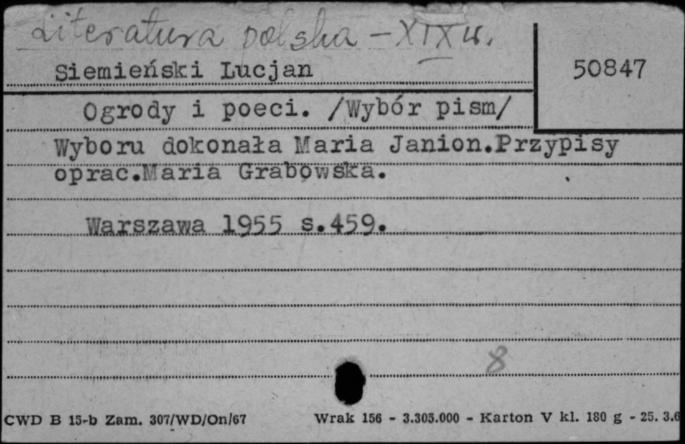 Literatura polska - XIX w.
Siemieński Lucjan
50847
Ogrody i poeci. /Wybór pism/
Wyboru dokonała Maria Janion.Przypisy
oprac.Maria Grabowska.
Warszawa 1955 s.459.
8
CWD B 15-b Zam. 307/WD/On/67 Wrak 156 - 3.303.000 - Karton V kl. 180 g - 25. 3.6